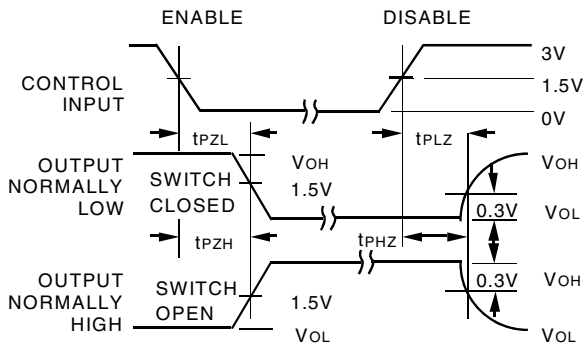 ENABLE
DISABLE
CONTROL
INPUT
3V
1.5V
0V
tPZL
tPLZ
OUTPUT
NORMALLY
LOW
SWITCH
CLOSED
VOH
1.5V
VOH
0.3V
VOL
tPZH
tPHZ
OUTPUT
NORMALLY
HIGH
SWITCH
OPEN
1.5V
VOL
0.3V
VOH
VOL